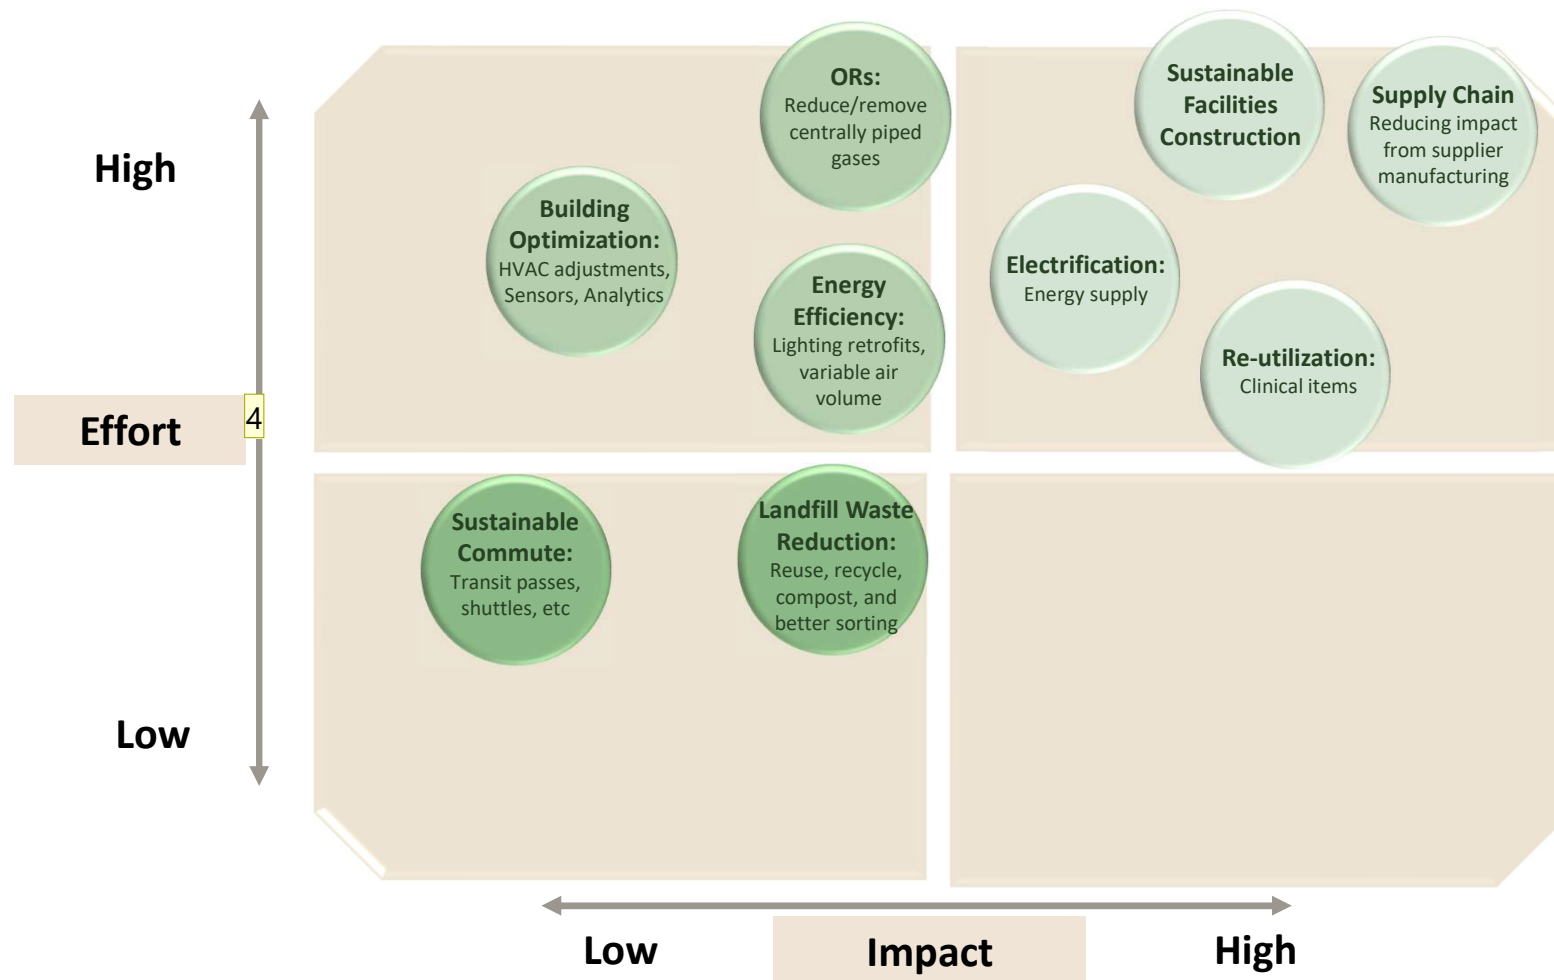 ORs:
Reduce/remove
centrally piped
gases
Sustainable
Facilities
Construction
Supply Chain
Reducing impact
from supplier
manufacturing
High
Building
Optimization:
HVAC adjustments,
Sensors, Analytics
Energy
Efficiency:
Lighting retrofits,
variable air
volume
Electrification:
Energy supply
Re-utilization:
Clinical items
Effort
4
Sustainable
Commute:
Transit passes,
shuttles, etc
Landfill Waste
Reduction:
Reuse, recycle,
compost, and
better sorting
Low
Low
Impact
High